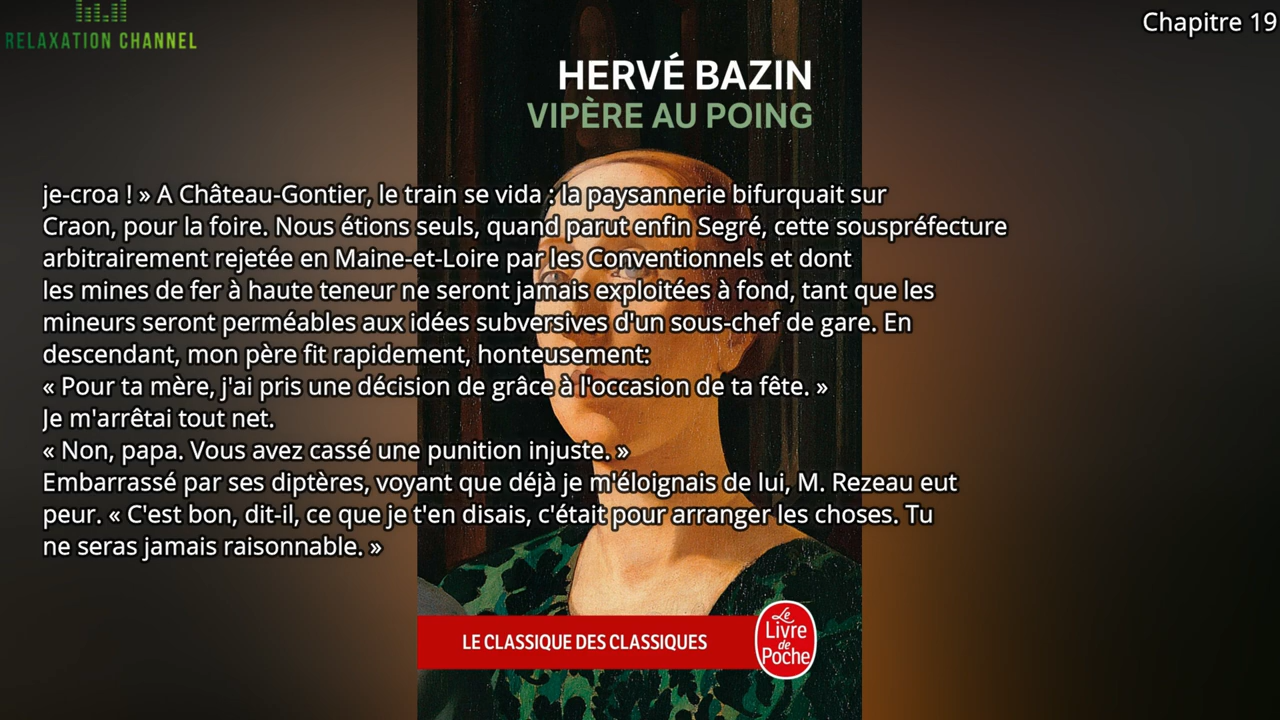 RELAXATION CHANNEL
Chapitre 19
HERVÉ BAZIN
VIPÈRE AU POING
je-croa ! » A Château-Gontier, le train se vida : la paysannerie bifurquait sur
Craon, pour la foire. Nous étions seuls, quand parut enfin Segré, cette souspréfecture
arbitrairement rejetée en Maine-et-Loire par les Conventionnels et dont
les mines de fer à haute teneur ne seront jamais exploitées à fond, tant que les
mineurs seront perméables aux idées subversives d'un sous-chef de gare. En
descendant, mon père fit rapidement, honteusement:
« Pour ta mère, j'ai pris une décision de grâce à l'occasion de ta fête. »
Je m'arrêtai tout net.
« Non, papa. Vous avez cassé une punition injuste. »
Embarrassé par ses diptères, voyant que déjà je m'éloignais de lui, M. Rezeau eut
peur. « C'est bon, dit-il, ce que je t'en disais, c'était pour arranger les choses. Tu
ne seras jamais raisonnable. »
LE CLASSIQUE DES CLASSIQUES
Le
Livre
de
Poche